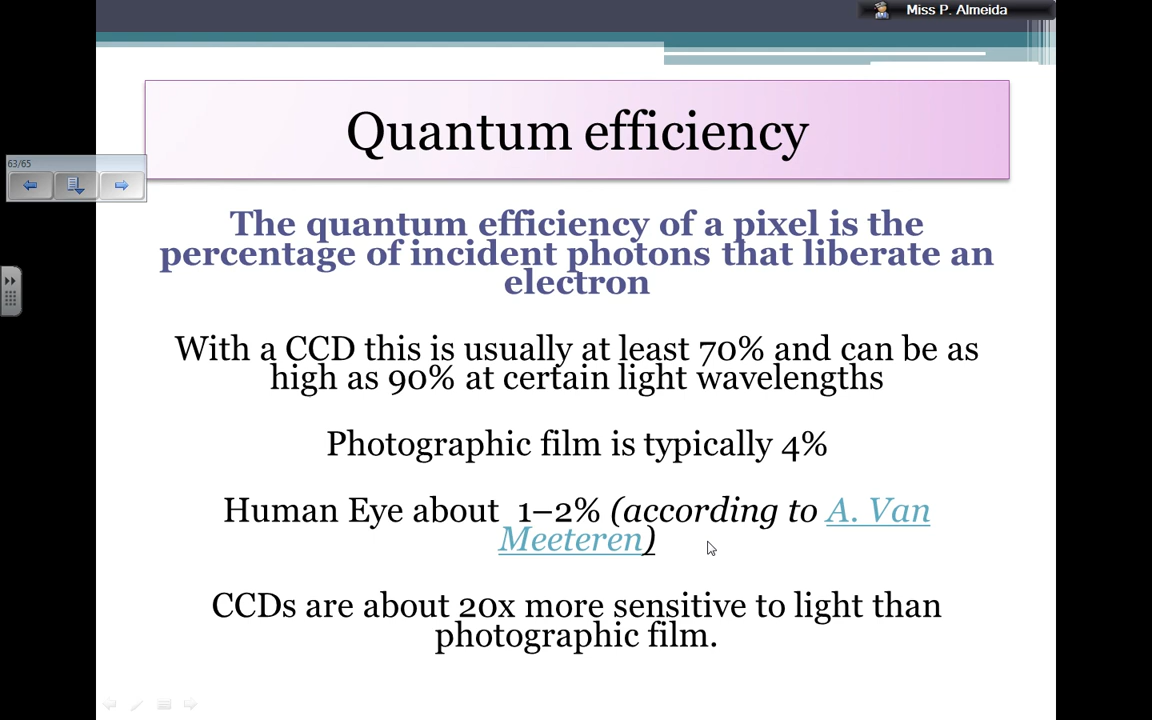 Miss P. Almeida
Quantum efficiency
63/65
The quantum efficiency of a pixel is the
percentage of incident photons that liberate an
electron
With a CCD this is usually at least 70% and can be as
high as 90% at certain light wavelengths
Photographic film is typically 4%
Human Eye about 1–2% (according to A. Van
Meeteren)
CCDs are about 20x more sensitive to light than
photographic film.